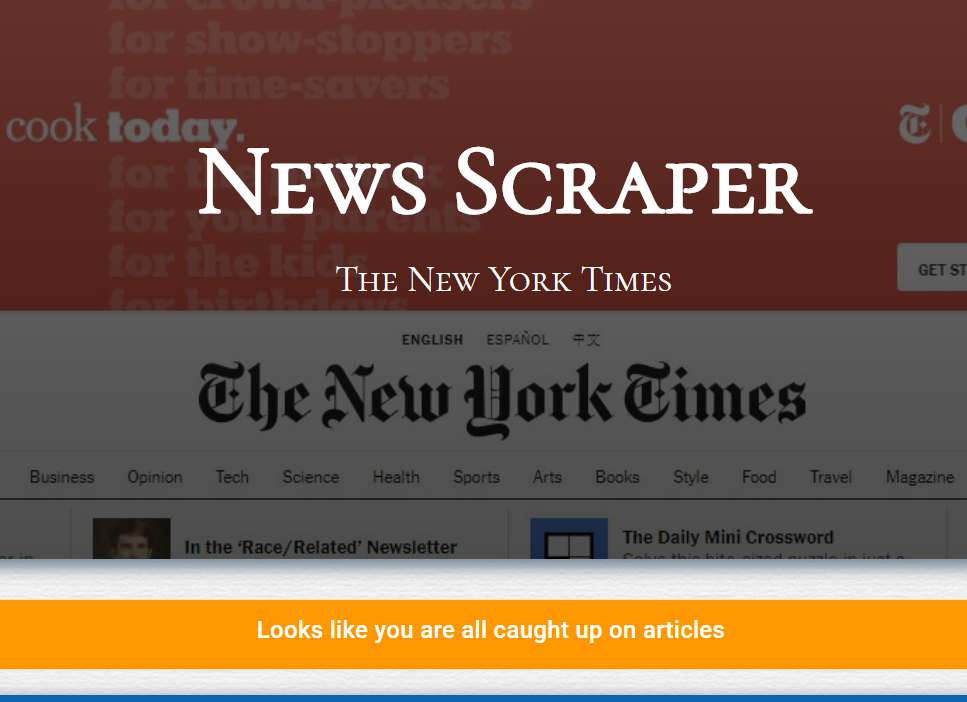 for crowd-pleasers
for show-stoppers
for time-savers
cook today.
for the
for your parents
for the kids
for birthdays
News Scraper
The New York Times
GET ST
ENGLISH ESPAÑOL 中文
The New York Times
Business Opinion Tech Science Health Sports Arts Books Style Food Travel Magazine
In the ‘Race/Related’ Newsletter
The Daily Mini Crossword
Solve this bite-sized puzzle in just a
Looks like you are all caught up on articles